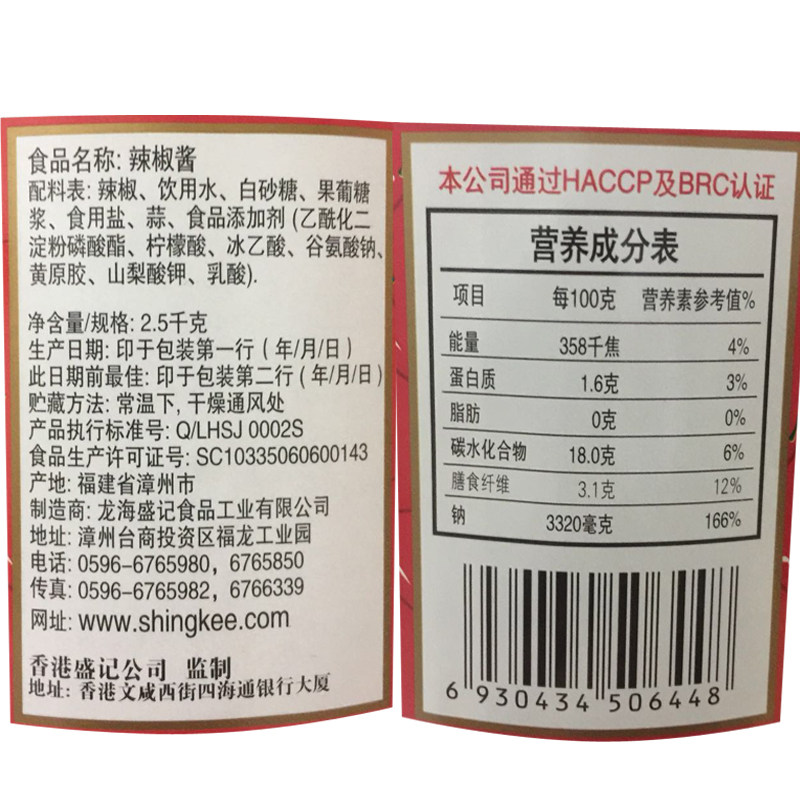 食品名称: 辣椒酱
配料表: 辣椒、饮用水、白砂糖、果葡糖
浆、食用盐、蒜、食品添加剂 (乙酰化二
淀粉磷酸酯、柠檬酸、冰乙酸、谷氨酸钠、
黄原胶、山梨酸钾、乳酸).
净含量/规格: 2.5千克
生产日期: 印于包装第一行 ( 年/月/日 )
此日期前最佳: 印于包装第二行 ( 年/月/日 )
贮藏方法: 常温下, 干燥通风处
产品执行标准号: Q/LHSJ 0002S
食品生产许可证号: SC10335060600143
产地: 福建省漳州市
制造商: 龙海盛记食品工业有限公司
地址: 漳州台商投资区福龙工业园
电话: 0596-6765980, 6765850
传真: 0596-6765982, 6766339
网址: www.shingkee.com
香港盛记公司 监制
地址: 香港文咸西街四海通银行大厦
本公司通过HACCP及BRC认证
营养成分表
项目 每100克 营养素参考值%
能量 358千焦 4%
蛋白质 1.6克 3%
脂肪 0克 0%
碳水化合物 18.0克 6%
膳食纤维 3.1克 12%
钠 3320毫克 166%
6 930434 506448